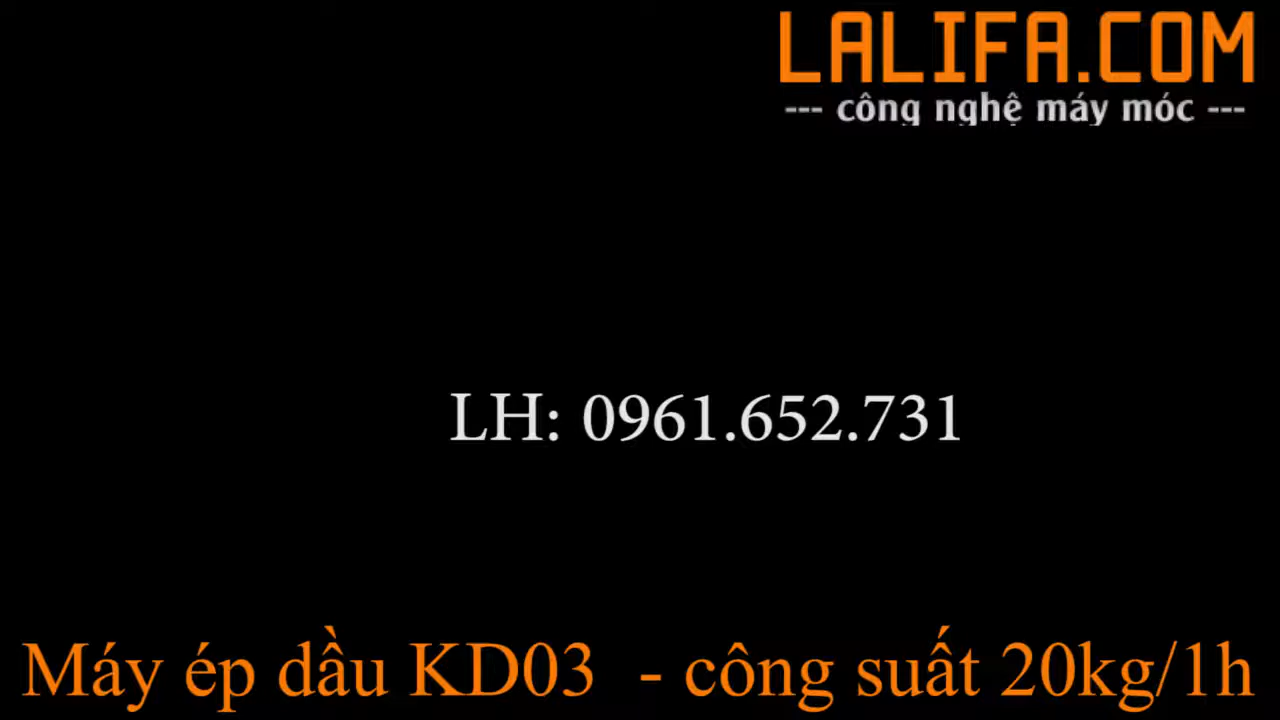 LALIFA.COM
--- công nghệ máy móc ---
LH: 0961.652.731
Máy ép dầu KD03 - công suất 20kg/1h